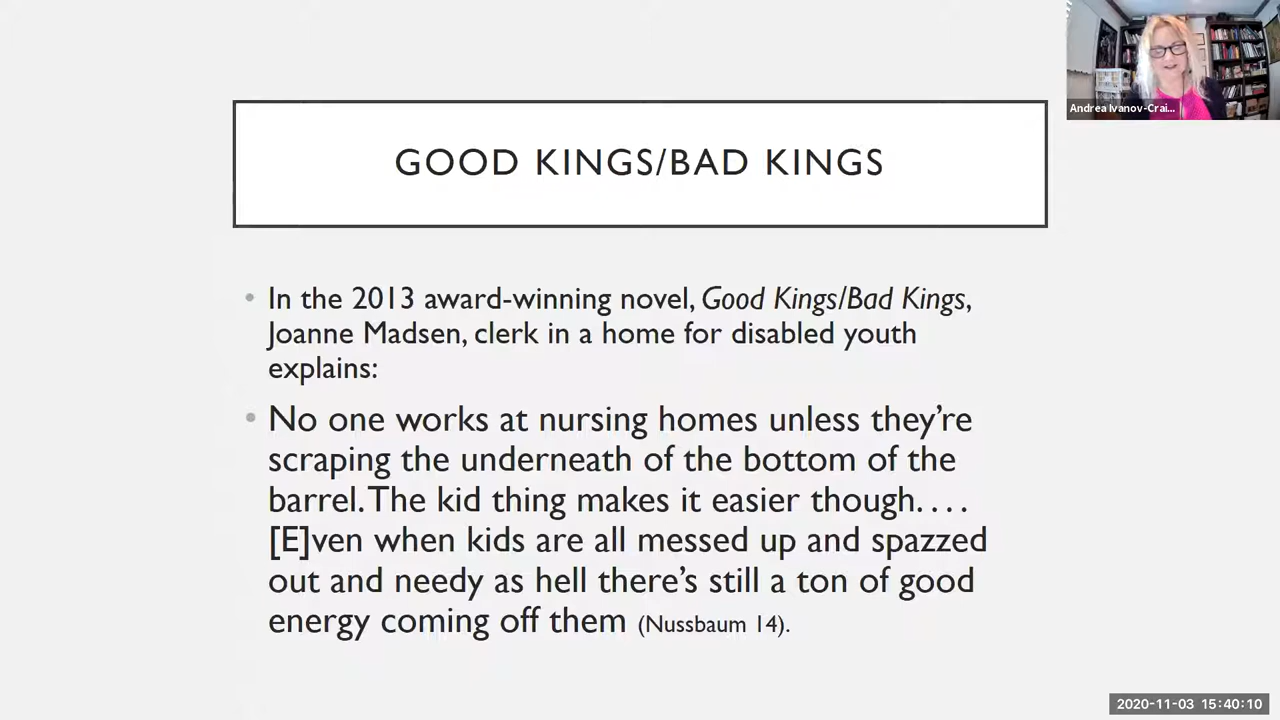 Andrea Ivanov-Crai...
GOOD KINGS/BAD KINGS
• In the 2013 award-winning novel, Good Kings/Bad Kings,
Joanne Madsen, clerk in a home for disabled youth
explains:
• No one works at nursing homes unless they’re
scraping the underneath of the bottom of the
barrel. The kid thing makes it easier though. . . .
[E]ven when kids are all messed up and spazzed
out and needy as hell there’s still a ton of good
energy coming off them (Nussbaum 14).
2020-11-03 15:40:10